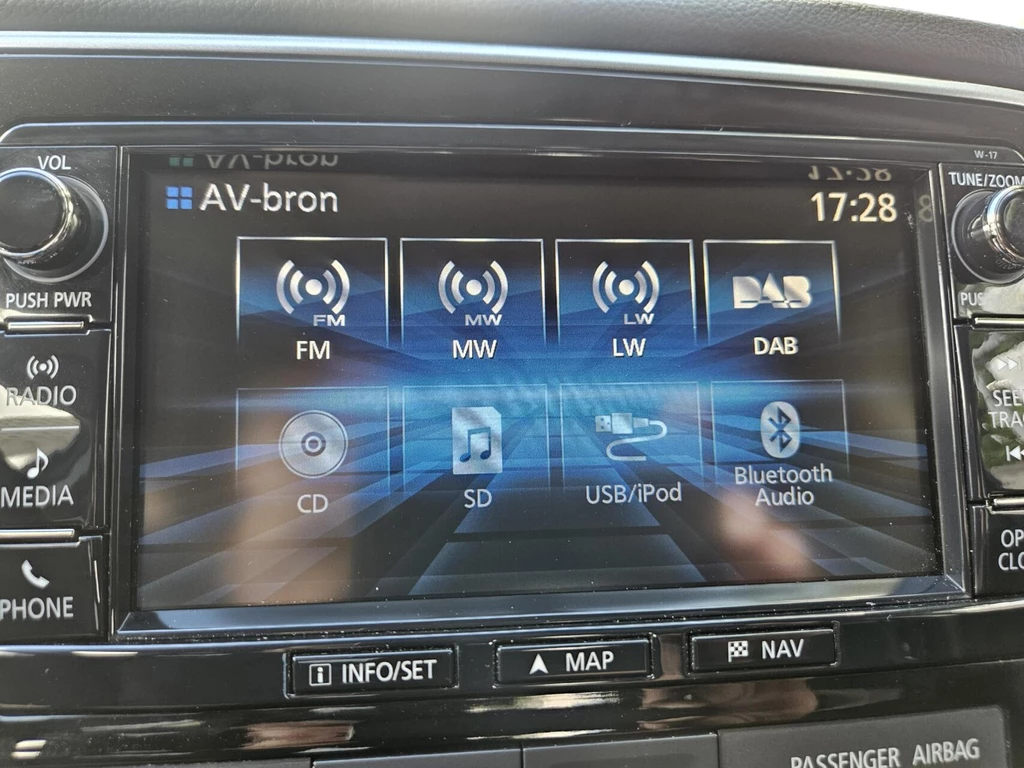 W-17
VOL
TUNE/ZOOM
AV-bron
17:28
PUSH PWR
FM
MW
LW
DAB
FM
MW
LW
DAB
RADIO
CD
SD
USB/iPod
Bluetooth
Audio
MEDIA
PHONE
INFO/SET
MAP
NAV
PASSENGER AIRBAG